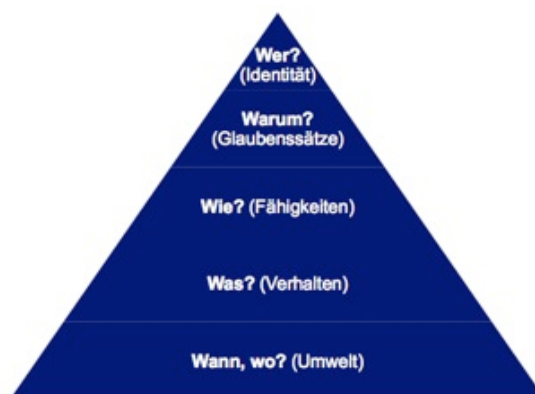 Wer?
(Identität)
Warum?
(Glaubenssätze)
Wie? (Fähigkeiten)
Was? (Verhalten)
Wann, wo? (Umwelt)